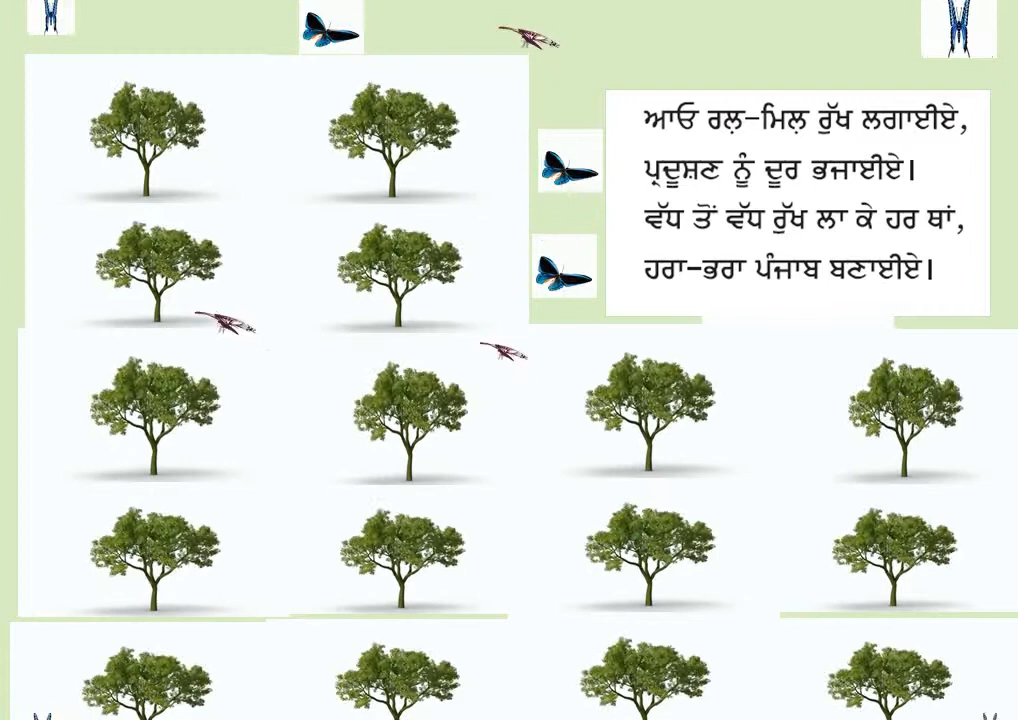 ਆਓ ਰਲ਼-ਮਿਲ਼ ਰੁੱਖ ਲਗਾਈਏ,
ਪ੍ਰਦੂਸ਼ਣ ਨੂੰ ਦੂਰ ਭਜਾਈਏ।
ਵੱਧ ਤੋਂ ਵੱਧ ਰੁੱਖ ਲਾ ਕੇ ਹਰ ਥਾਂ,
ਹਰਾ-ਭਰਾ ਪੰਜਾਬ ਬਣਾਈਏ।